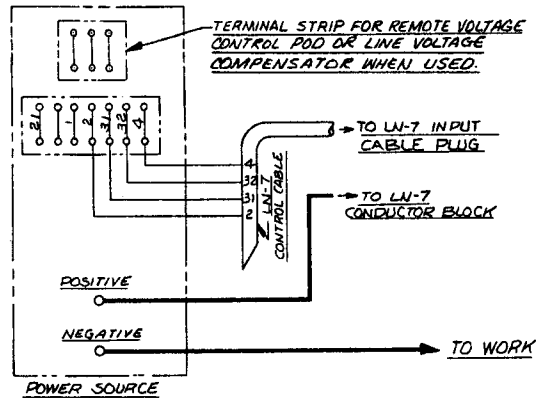 TERMINAL STRIP FOR REMOTE VOLTAGE
CONTROL POD OR LINE VOLTAGE
COMPENSATOR WHEN USED.
21 1 2 31 32 4
TO LN-7 INPUT
CABLE PLUG
4
32
31
2
LN-7
CONTROL CABLE
TO LN-7
CONDUCTOR BLOCK
POSITIVE
NEGATIVE
TO WORK
POWER SOURCE